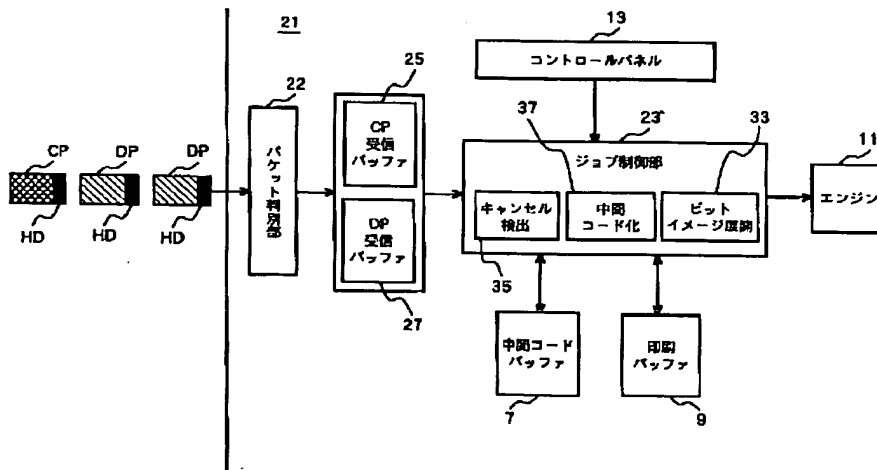 21
13
コントロールパネル
22
25
CP
受信
バッファ
パケット判別部
23
37
33
ジョブ制御部
11
エンジン
CP
DP
DP
HD
HD
HD
キャンセル
検出
中間
コード化
ビット
イメージ展開
DP
受信
バッファ
35
27
中間コード
バッファ
印刷
バッファ
7
9